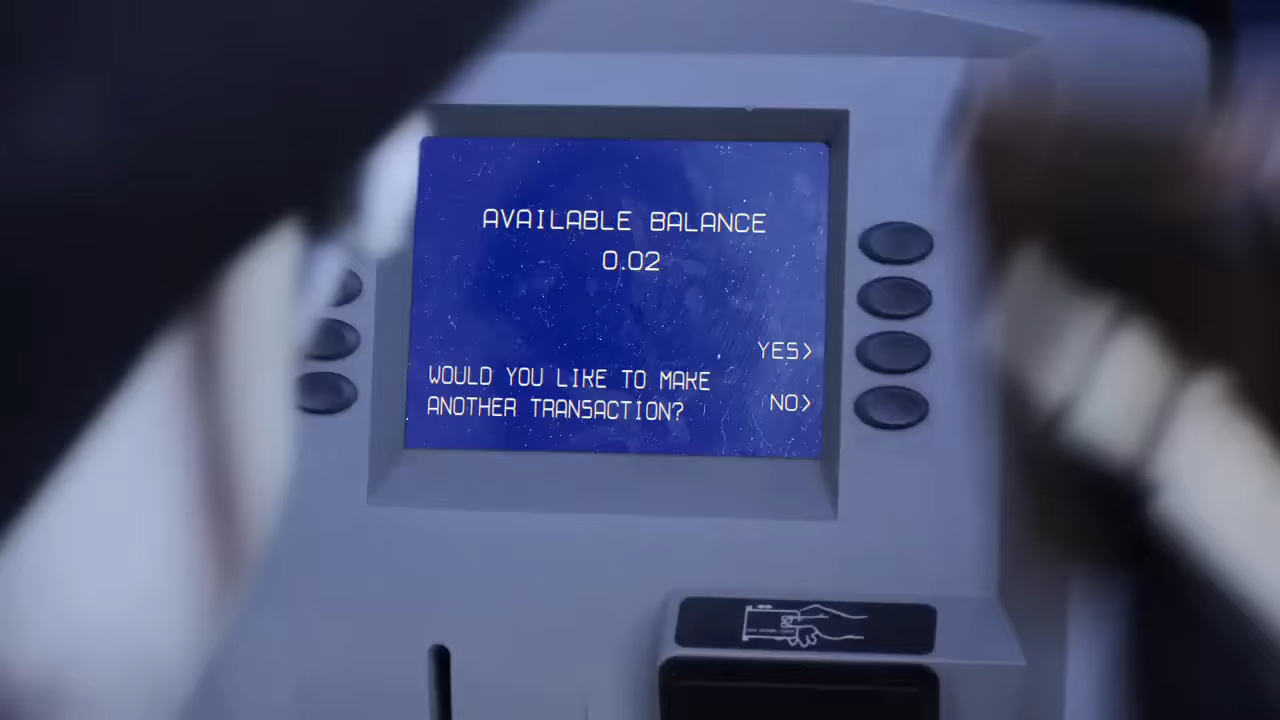 AVAILABLE BALANCE
0.02
YES>
WOULD YOU LIKE TO MAKE
ANOTHER TRANSACTION?
NO>